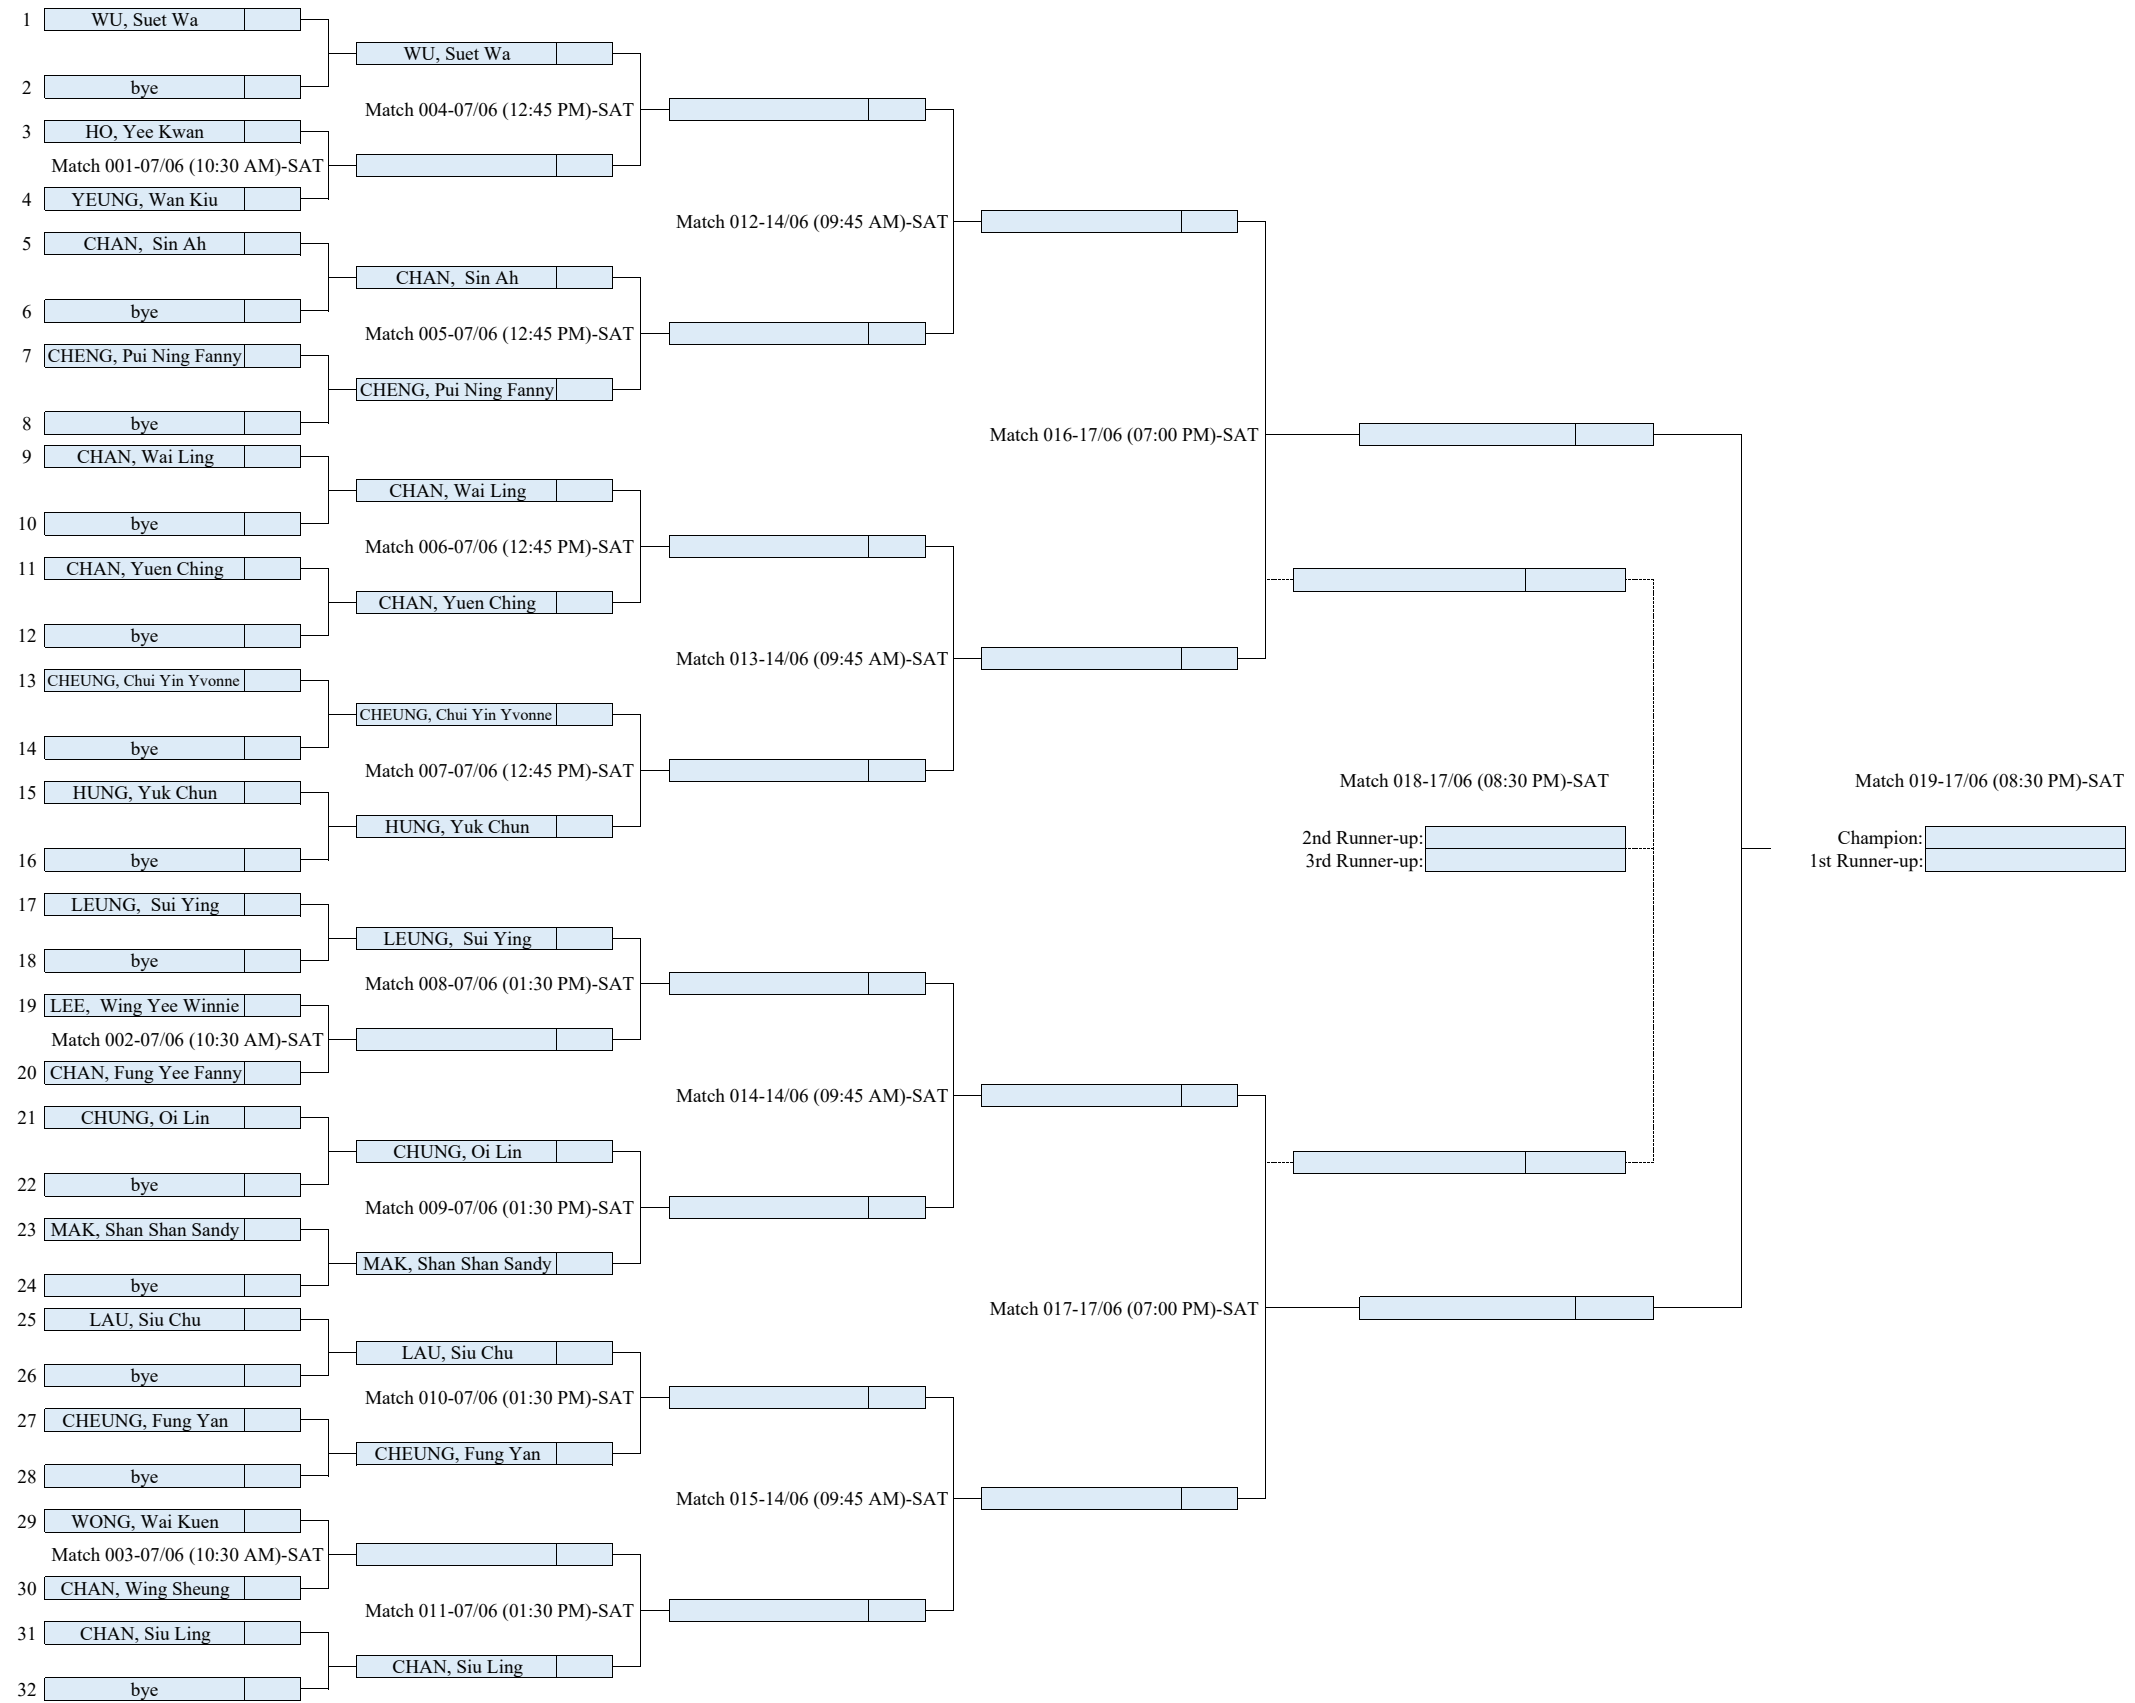 1 WU, Suet Wa
WU, Suet Wa
2 bye
Match 004-07/06 (12:45 PM)-SAT
3 HO, Yee Kwan
Match 001-07/06 (10:30 AM)-SAT
4 YEUNG, Wan Kiu
Match 012-14/06 (09:45 AM)-SAT
5 CHAN,  Sin Ah
CHAN,  Sin Ah
6 bye
Match 005-07/06 (12:45 PM)-SAT
7 CHENG, Pui Ning Fanny
CHENG, Pui Ning Fanny
8 bye
Match 016-17/06 (07:00 PM)-SAT
9 CHAN, Wai Ling
CHAN, Wai Ling
10 bye
Match 006-07/06 (12:45 PM)-SAT
11 CHAN, Yuen Ching
CHAN, Yuen Ching
12 bye
Match 013-14/06 (09:45 AM)-SAT
13 CHEUNG, Chui Yin Yvonne
CHEUNG, Chui Yin Yvonne
14 bye
Match 007-07/06 (12:45 PM)-SAT
Match 018-17/06 (08:30 PM)-SAT
Match 019-17/06 (08:30 PM)-SAT
15 HUNG, Yuk Chun
HUNG, Yuk Chun
2nd Runner-up:
Champion:
16 bye
3rd Runner-up:
1st Runner-up:
17 LEUNG,  Sui Ying
LEUNG,  Sui Ying
18 bye
Match 008-07/06 (01:30 PM)-SAT
19 LEE,  Wing Yee Winnie
Match 002-07/06 (10:30 AM)-SAT
20 CHAN, Fung Yee Fanny
Match 014-14/06 (09:45 AM)-SAT
21 CHUNG, Oi Lin
CHUNG, Oi Lin
22 bye
Match 009-07/06 (01:30 PM)-SAT
23 MAK, Shan Shan Sandy
MAK, Shan Shan Sandy
24 bye
Match 017-17/06 (07:00 PM)-SAT
25 LAU, Siu Chu
LAU, Siu Chu
26 bye
Match 010-07/06 (01:30 PM)-SAT
27 CHEUNG, Fung Yan
CHEUNG, Fung Yan
28 bye
Match 015-14/06 (09:45 AM)-SAT
29 WONG, Wai Kuen
Match 003-07/06 (10:30 AM)-SAT
30 CHAN, Wing Sheung
Match 011-07/06 (01:30 PM)-SAT
31 CHAN, Siu Ling
CHAN, Siu Ling
32 bye